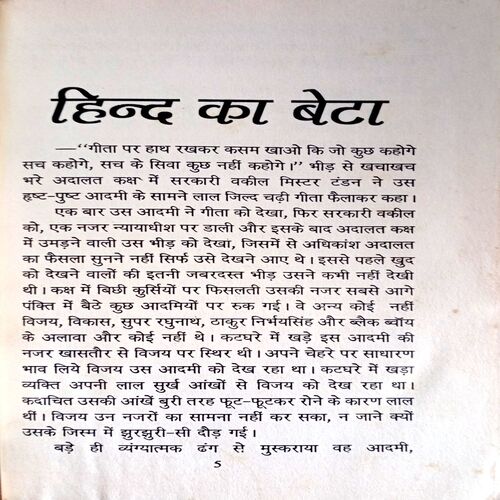 हिन्द का बेटा
—‘‘गीता पर हाथ रखकर कसम खाओ कि जो कुछ कहोगे
सच कहोगे, सच के सिवा कुछ नहीं कहोगे।’’ भीड़ से खचाखच
भरे अदालत कक्ष में सरकारी वकील मिस्टर टंडन ने उस
हृष्ट-पुष्ट आदमी के सामने लाल जिल्द चढ़ी गीता फैलाकर कहा।
एक बार उस आदमी ने गीता को देखा, फिर सरकारी वकील
को, एक नजर न्यायाधीश पर डाली और इसके बाद अदालत कक्ष
में उमड़ने वाली उस भीड़ को देखा, जिसमें से अधिकांश अदालत
का फैसला सुनने नहीं सिर्फ उसे देखने आए थे। इससे पहले खुद
को देखने वालों की इतनी जबरदस्त भीड़ उसने कभी नहीं देखी
थी। कक्ष में बिछी कुर्सियों पर फिसलती उसकी नजर सबसे आगे
पंक्ति में बैठे कुछ आदमियों पर रुक गई। वे अन्य कोई नहीं
विजय, विकास, सुपर रघुनाथ, ठाकुर निर्भयसिंह और ब्लैक ब्वॉय
के अलावा और कोई नहीं थे। कटघरे में खड़े इस आदमी की
नजर खासतौर से विजय पर स्थिर थी। अपने चेहरे पर साधारण
भाव लिये विजय उस आदमी को देख रहा था। कटघरे में खड़ा
व्यक्ति अपनी लाल सुर्ख आंखों से विजय को देख रहा था।
कदाचित उसकी आंखें बुरी तरह फूट-फूटकर रोने के कारण लाल
थीं। विजय उन नजरों का सामना नहीं कर सका, न जाने क्यों
उसके जिस्म में झुरझुरी-सी दौड़ गई।
बड़े ही व्यंग्यात्मक ढंग से मुस्कराया वह आदमी,
5